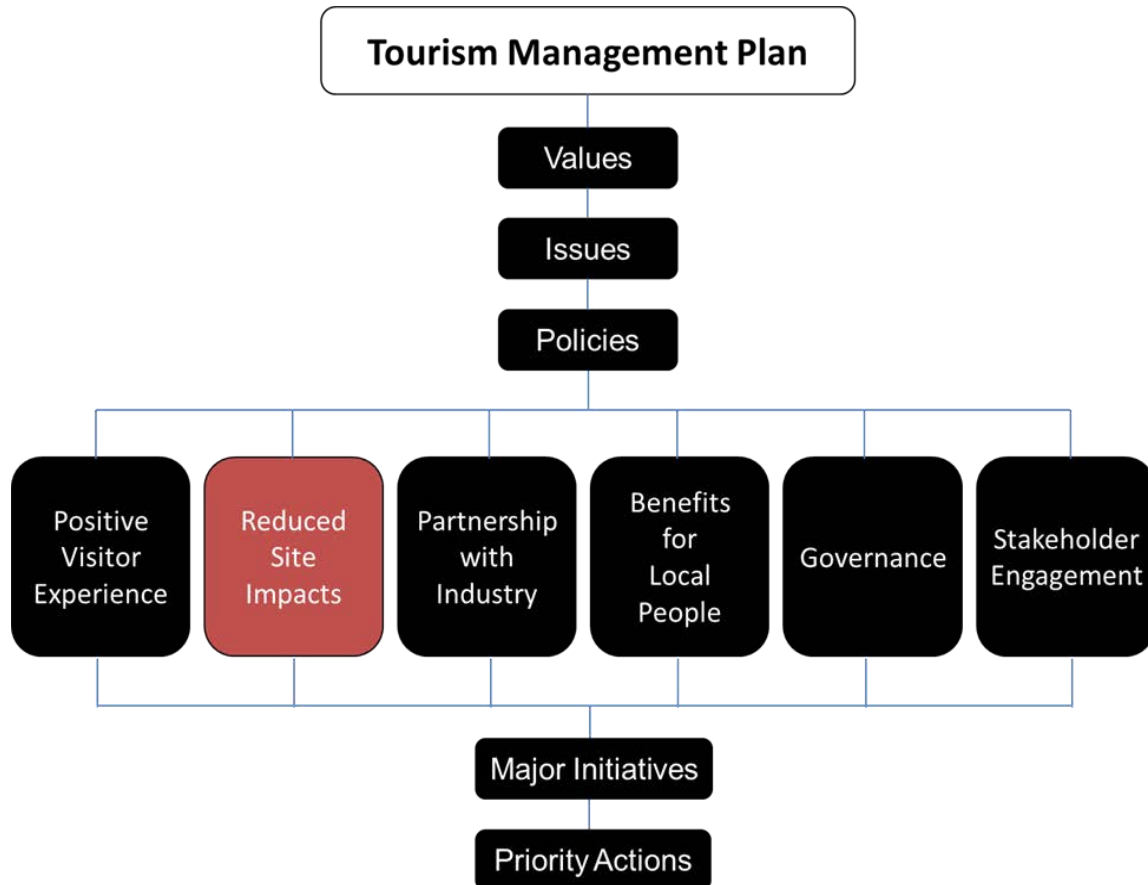 Tourism Management Plan
Values
Issues
Policies
Positive
Visitor
Experience
Reduced
Site
Impacts
Partnership
with
Industry
Benefits
for
Local
People
Governance
Stakeholder
Engagement
Major Initiatives
Priority Actions